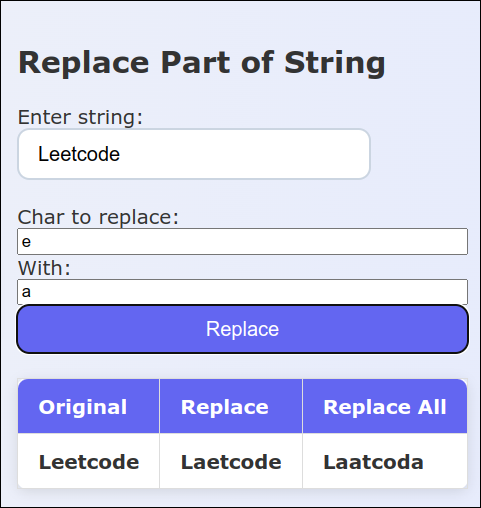 Replace Part of String
Enter string:
Leetcode
Char to replace:
e
With:
a
Replace
Original Replace Replace All
Leetcode Laetcode Laatcoda